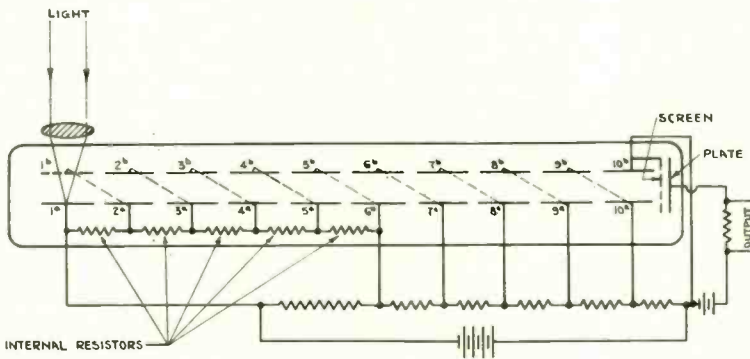 LIGHT
SCREEN
PLATE
1b 2b 3b 4b 5b 6b 7b 8b 9b 10b
1a 2a 3a 4a 5a 6a 7a 8a 9a 10a
OUTPUT
INTERNAL RESISTORS